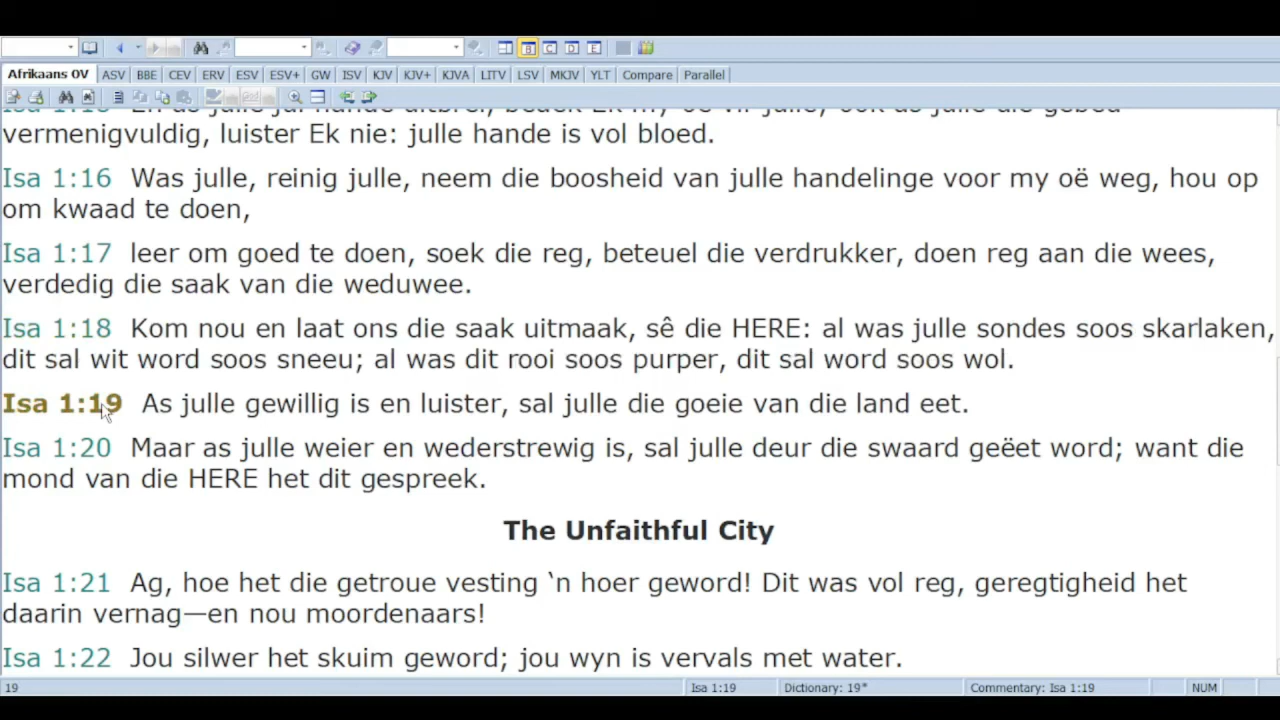 B C D E
Afrikaans OV ASV BBE CEV ERV ESV ESV+ GW ISV KJV KJV+ KJVA LITV LSV MKJV YLT Compare Parallel
vermenigvuldig, luister Ek nie: julle hande is vol bloed.
Isa 1:16 Was julle, reinig julle, neem die boosheid van julle handelinge voor my oë weg, hou op
om kwaad te doen,
Isa 1:17 leer om goed te doen, soek die reg, beteuel die verdrukker, doen reg aan die wees,
verdedig die saak van die weduwee.
Isa 1:18 Kom nou en laat ons die saak uitmaak, sê die HERE: al was julle sondes soos skarlaken,
dit sal wit word soos sneeu; al was dit rooi soos purper, dit sal word soos wol.
Isa 1:19 As julle gewillig is en luister, sal julle die goeie van die land eet.
Isa 1:20 Maar as julle weier en wederstrewig is, sal julle deur die swaard geëet word; want die
mond van die HERE het dit gespreek.
The Unfaithful City
Isa 1:21 Ag, hoe het die getroue vesting ‛n hoer geword! Dit was vol reg, geregtigheid het
daarin vernag—en nou moordenaars!
Isa 1:22 Jou silwer het skuim geword; jou wyn is vervals met water.
19 Isa 1:19 Dictionary: 19* Commentary: Isa 1:19 NUM